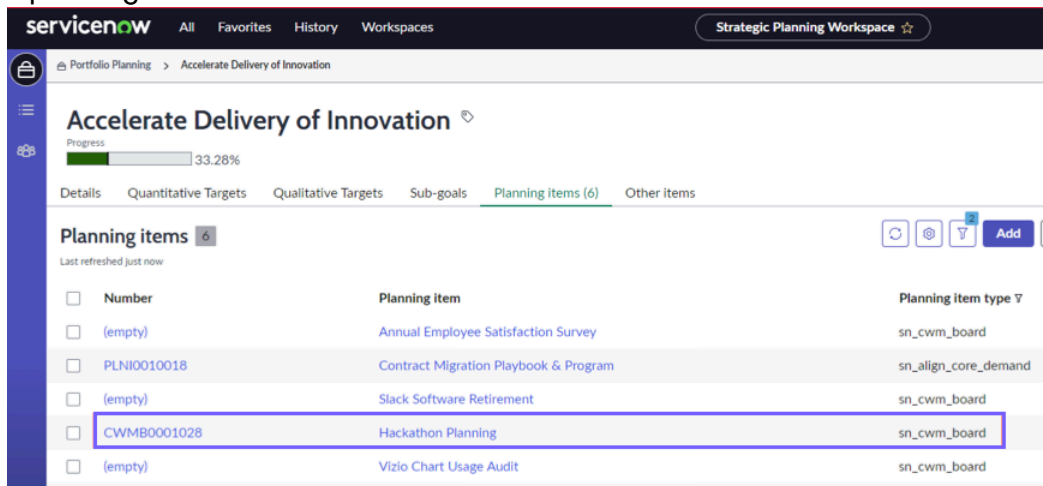 servicenow All Favorites History Workspaces Strategic Planning Workspace
Portfolio Planning > Accelerate Delivery of Innovation
Accelerate Delivery of Innovation
Progress
33.28%
Details Quantitative Targets Qualitative Targets Sub-goals Planning items (6) Other items
Planning items 6
2
Add
Last refreshed just now
Number Planning item Planning item type
(empty) Annual Employee Satisfaction Survey sn_cwm_board
PLNI0010018 Contract Migration Playbook & Program sn_align_core_demand
(empty) Slack Software Retirement sn_cwm_board
CWMB0001028 Hackathon Planning sn_cwm_board
(empty) Vizio Chart Usage Audit sn_cwm_board